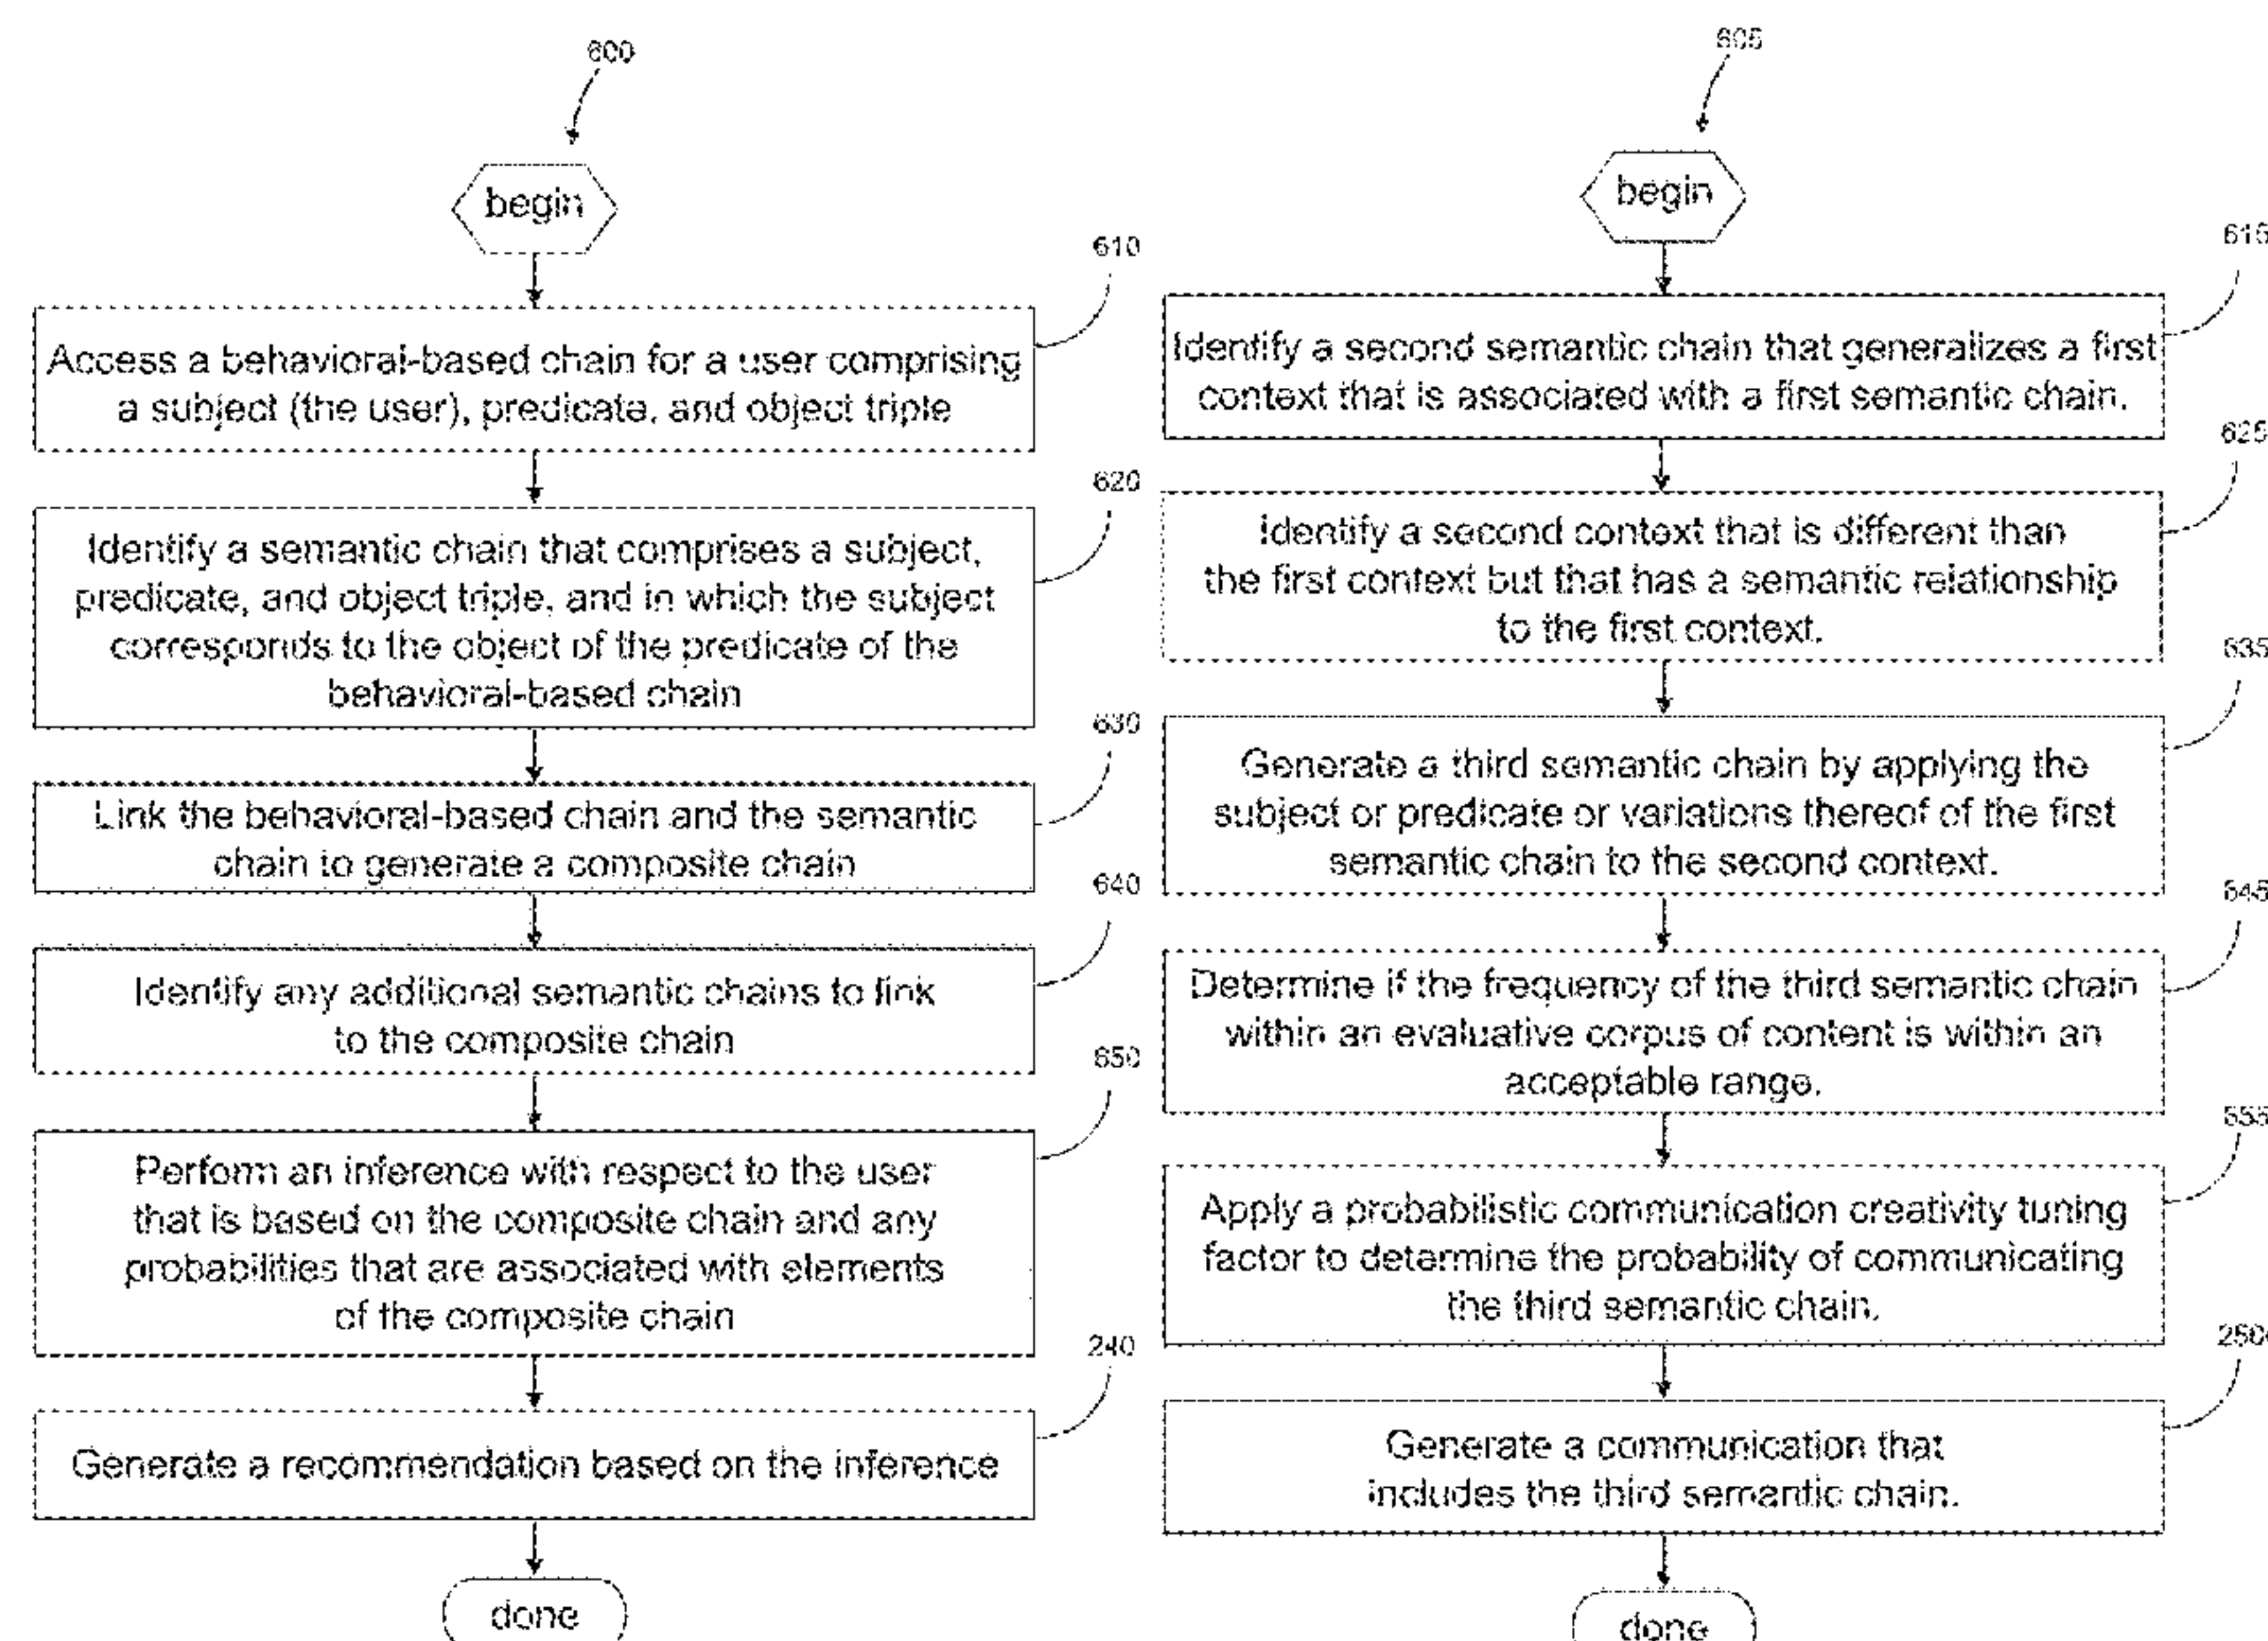 600
begin
610
Access a behavioral-based chain for a user comprising
a subject (the user), predicate, and object triple
620
Identify a semantic chain that comprises a subject,
predicate, and object triple, and in which the subject
corresponds to the object of the predicate of the
behavioral-based chain
630
Link the behavioral-based chain and the semantic
chain to generate a composite chain
640
Identify any additional semantic chains to link
to the composite chain
650
Perform an inference with respect to the user
that is based on the composite chain and any
probabilities that are associated with elements
of the composite chain
240
Generate a recommendation based on the inference
done
605
begin
615
Identify a second semantic chain that generalizes a first
context that is associated with a first semantic chain.
625
Identify a second context that is different than
the first context but that has a semantic relationship
to the first context.
635
Generate a third semantic chain by applying the
subject or predicate or variations thereof of the first
semantic chain to the second context.
645
Determine if the frequency of the third semantic chain
within an evaluative corpus of content is within an
acceptable range.
655
Apply a probabilistic communication creativity tuning
factor to determine the probability of communicating
the third semantic chain.
Generate a communication that
includes the third semantic chain.
done